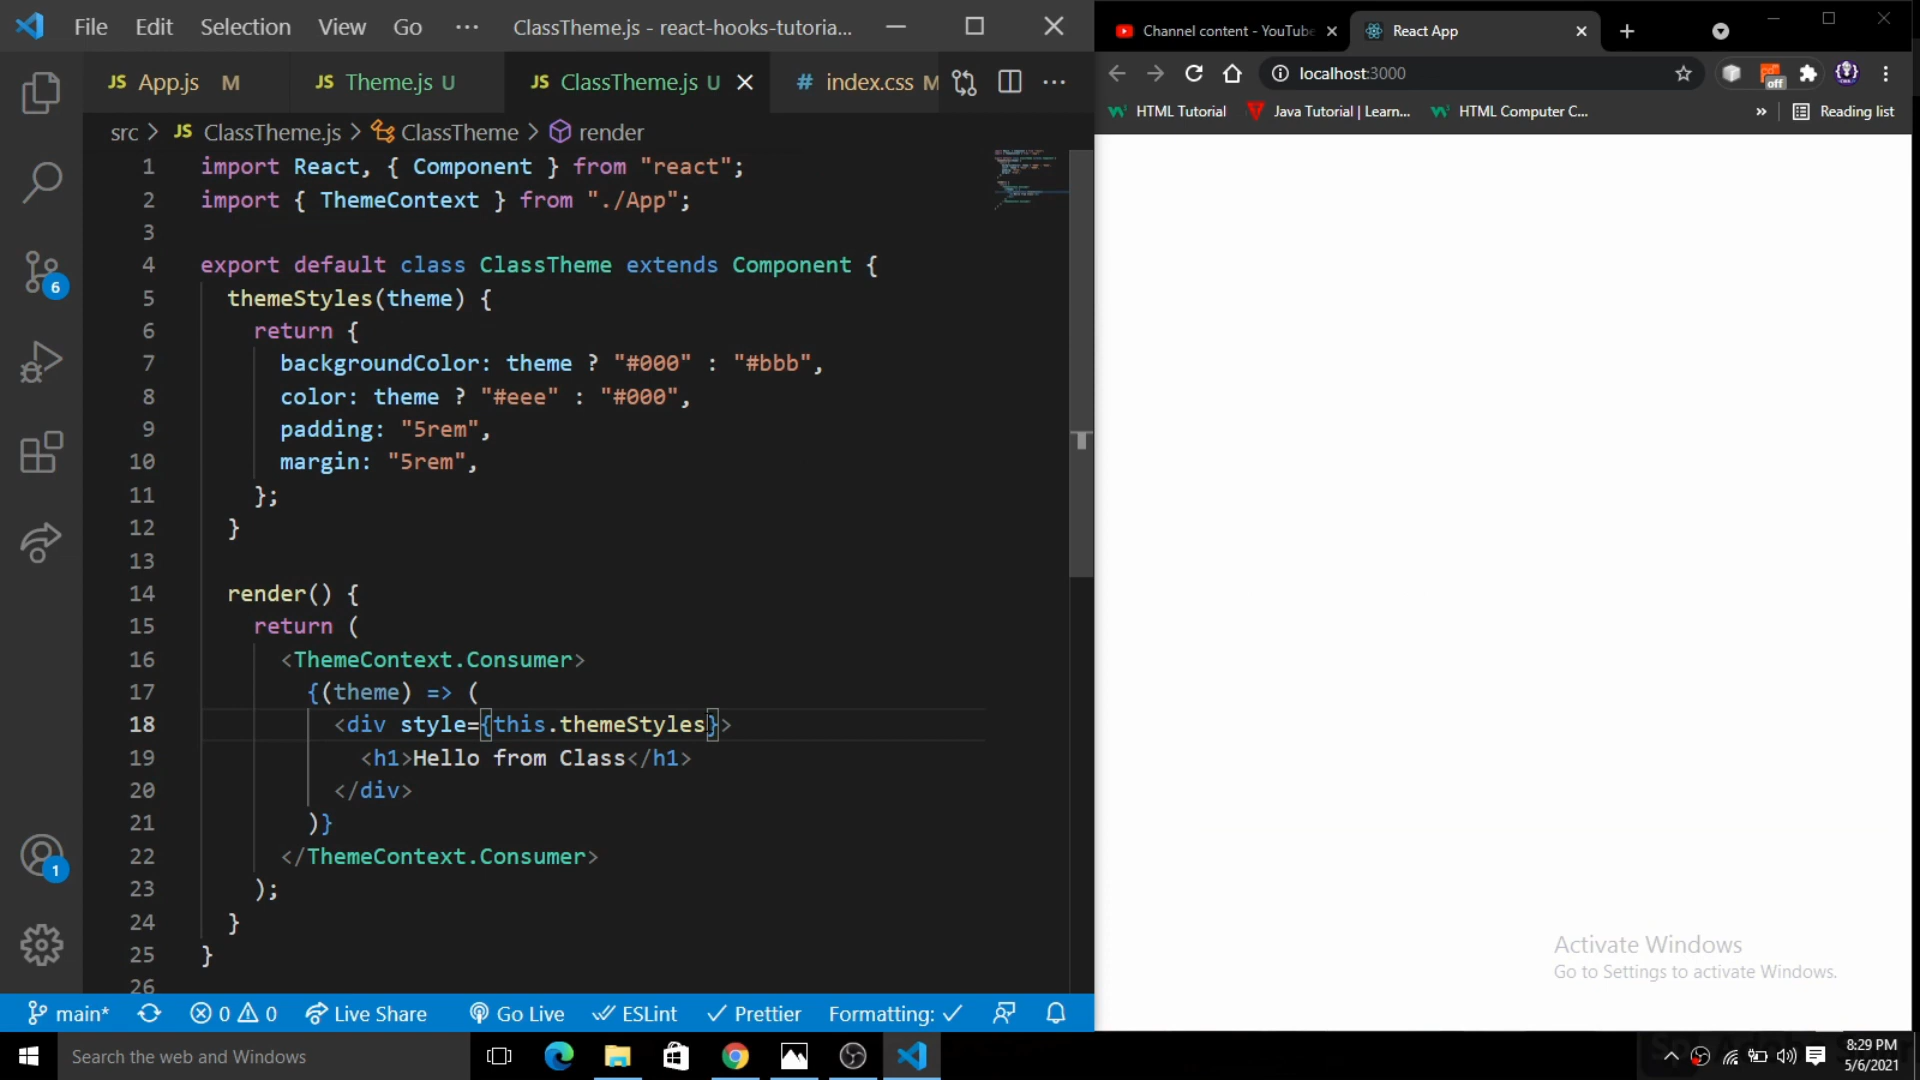 File Edit Selection View Go ··· ClassTheme.js - react-hooks-tutoria...
JS App.js M JS Theme.js U JS ClassTheme.js U # index.css M ···
src > JS ClassTheme.js > ClassTheme > render
1 import React, { Component } from "react";
2 import { ThemeContext } from "./App";
3
4 export default class ClassTheme extends Component {
5 themeStyles(theme) {
6 return {
7 backgroundColor: theme ? "#000" : "#bbb",
8 color: theme ? "#eee" : "#000",
9 padding: "5rem",
10 margin: "5rem",
11 };
12 }
13
14 render() {
15 return (
16 <ThemeContext.Consumer>
17 {(theme) => (
18 <div style={this.themeStyles}>
19 <h1>Hello from Class</h1>
20 </div>
21 )}
22 </ThemeContext.Consumer>
23 );
24 }
25 }
26
6
1
main* 0 0 Live Share Go Live ESLint Prettier Formatting:
Channel content - YouTube React App
localhost:3000
off
HTML Tutorial Java Tutorial | Learn... HTML Computer C... » Reading list
Activate Windows
Go to Settings to activate Windows.
Search the web and Windows
8:29 PM
5/6/2021